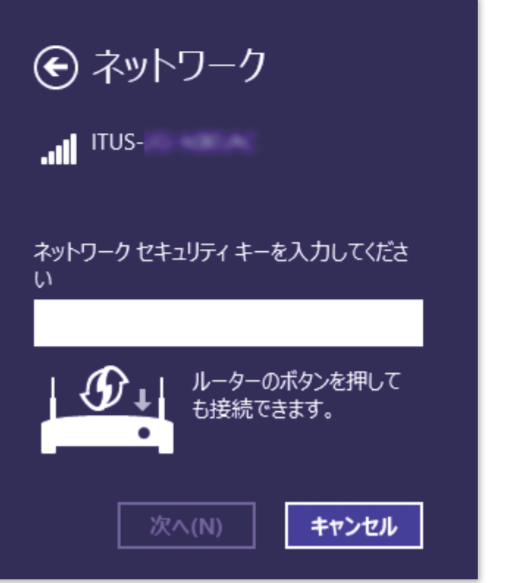 ネットワーク
ITUS-
ネットワーク セキュリティ キーを入力してくださ
い
ルーターのボタンを押して
も接続できます。
次へ(N)
キャンセル